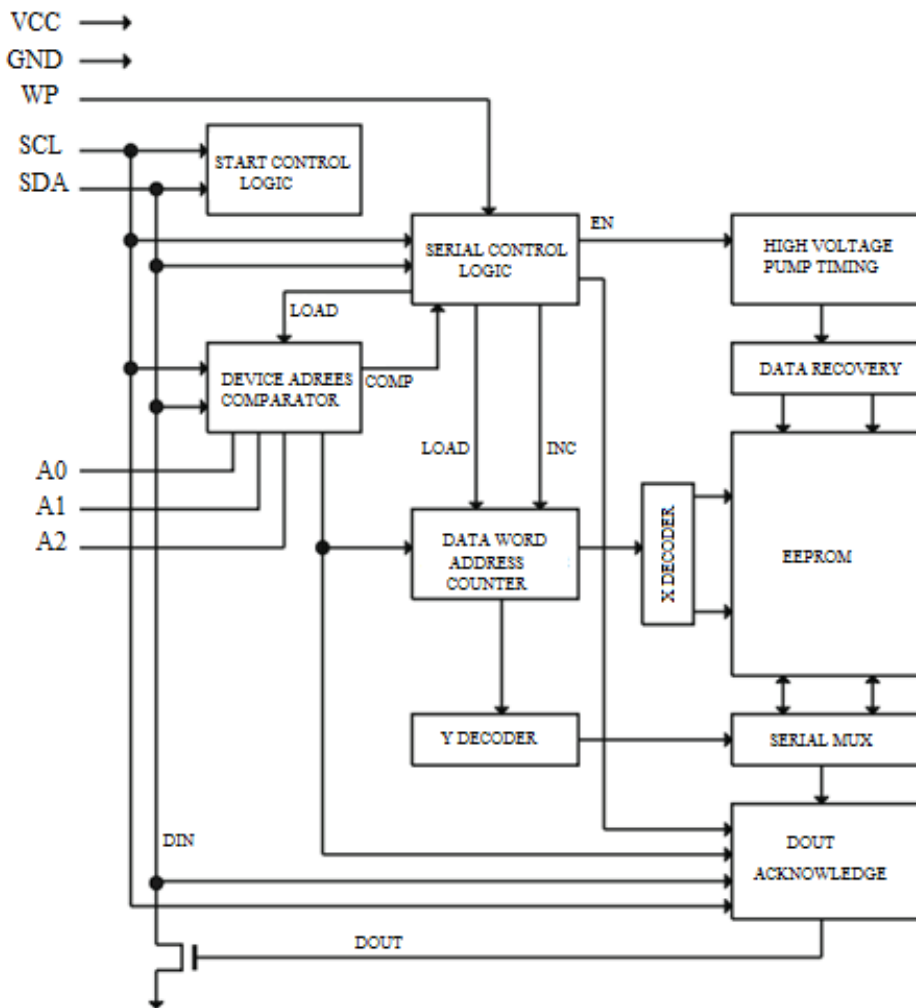 VCC
GND
WP
SCL
SDA
START CONTROL
LOGIC
SERIAL CONTROL
LOGIC
EN
HIGH VOLTAGE
PUMP TIMING
LOAD
DEVICE ADREES
COMPARATOR
COMP
DATA RECOVERY
LOAD
INC
A0
A1
A2
DATA WORD
ADDRESS
COUNTER
X DECODER
EEPROM
Y DECODER
SERIAL MUX
DIN
DOUT
ACKNOWLEDGE
DOUT